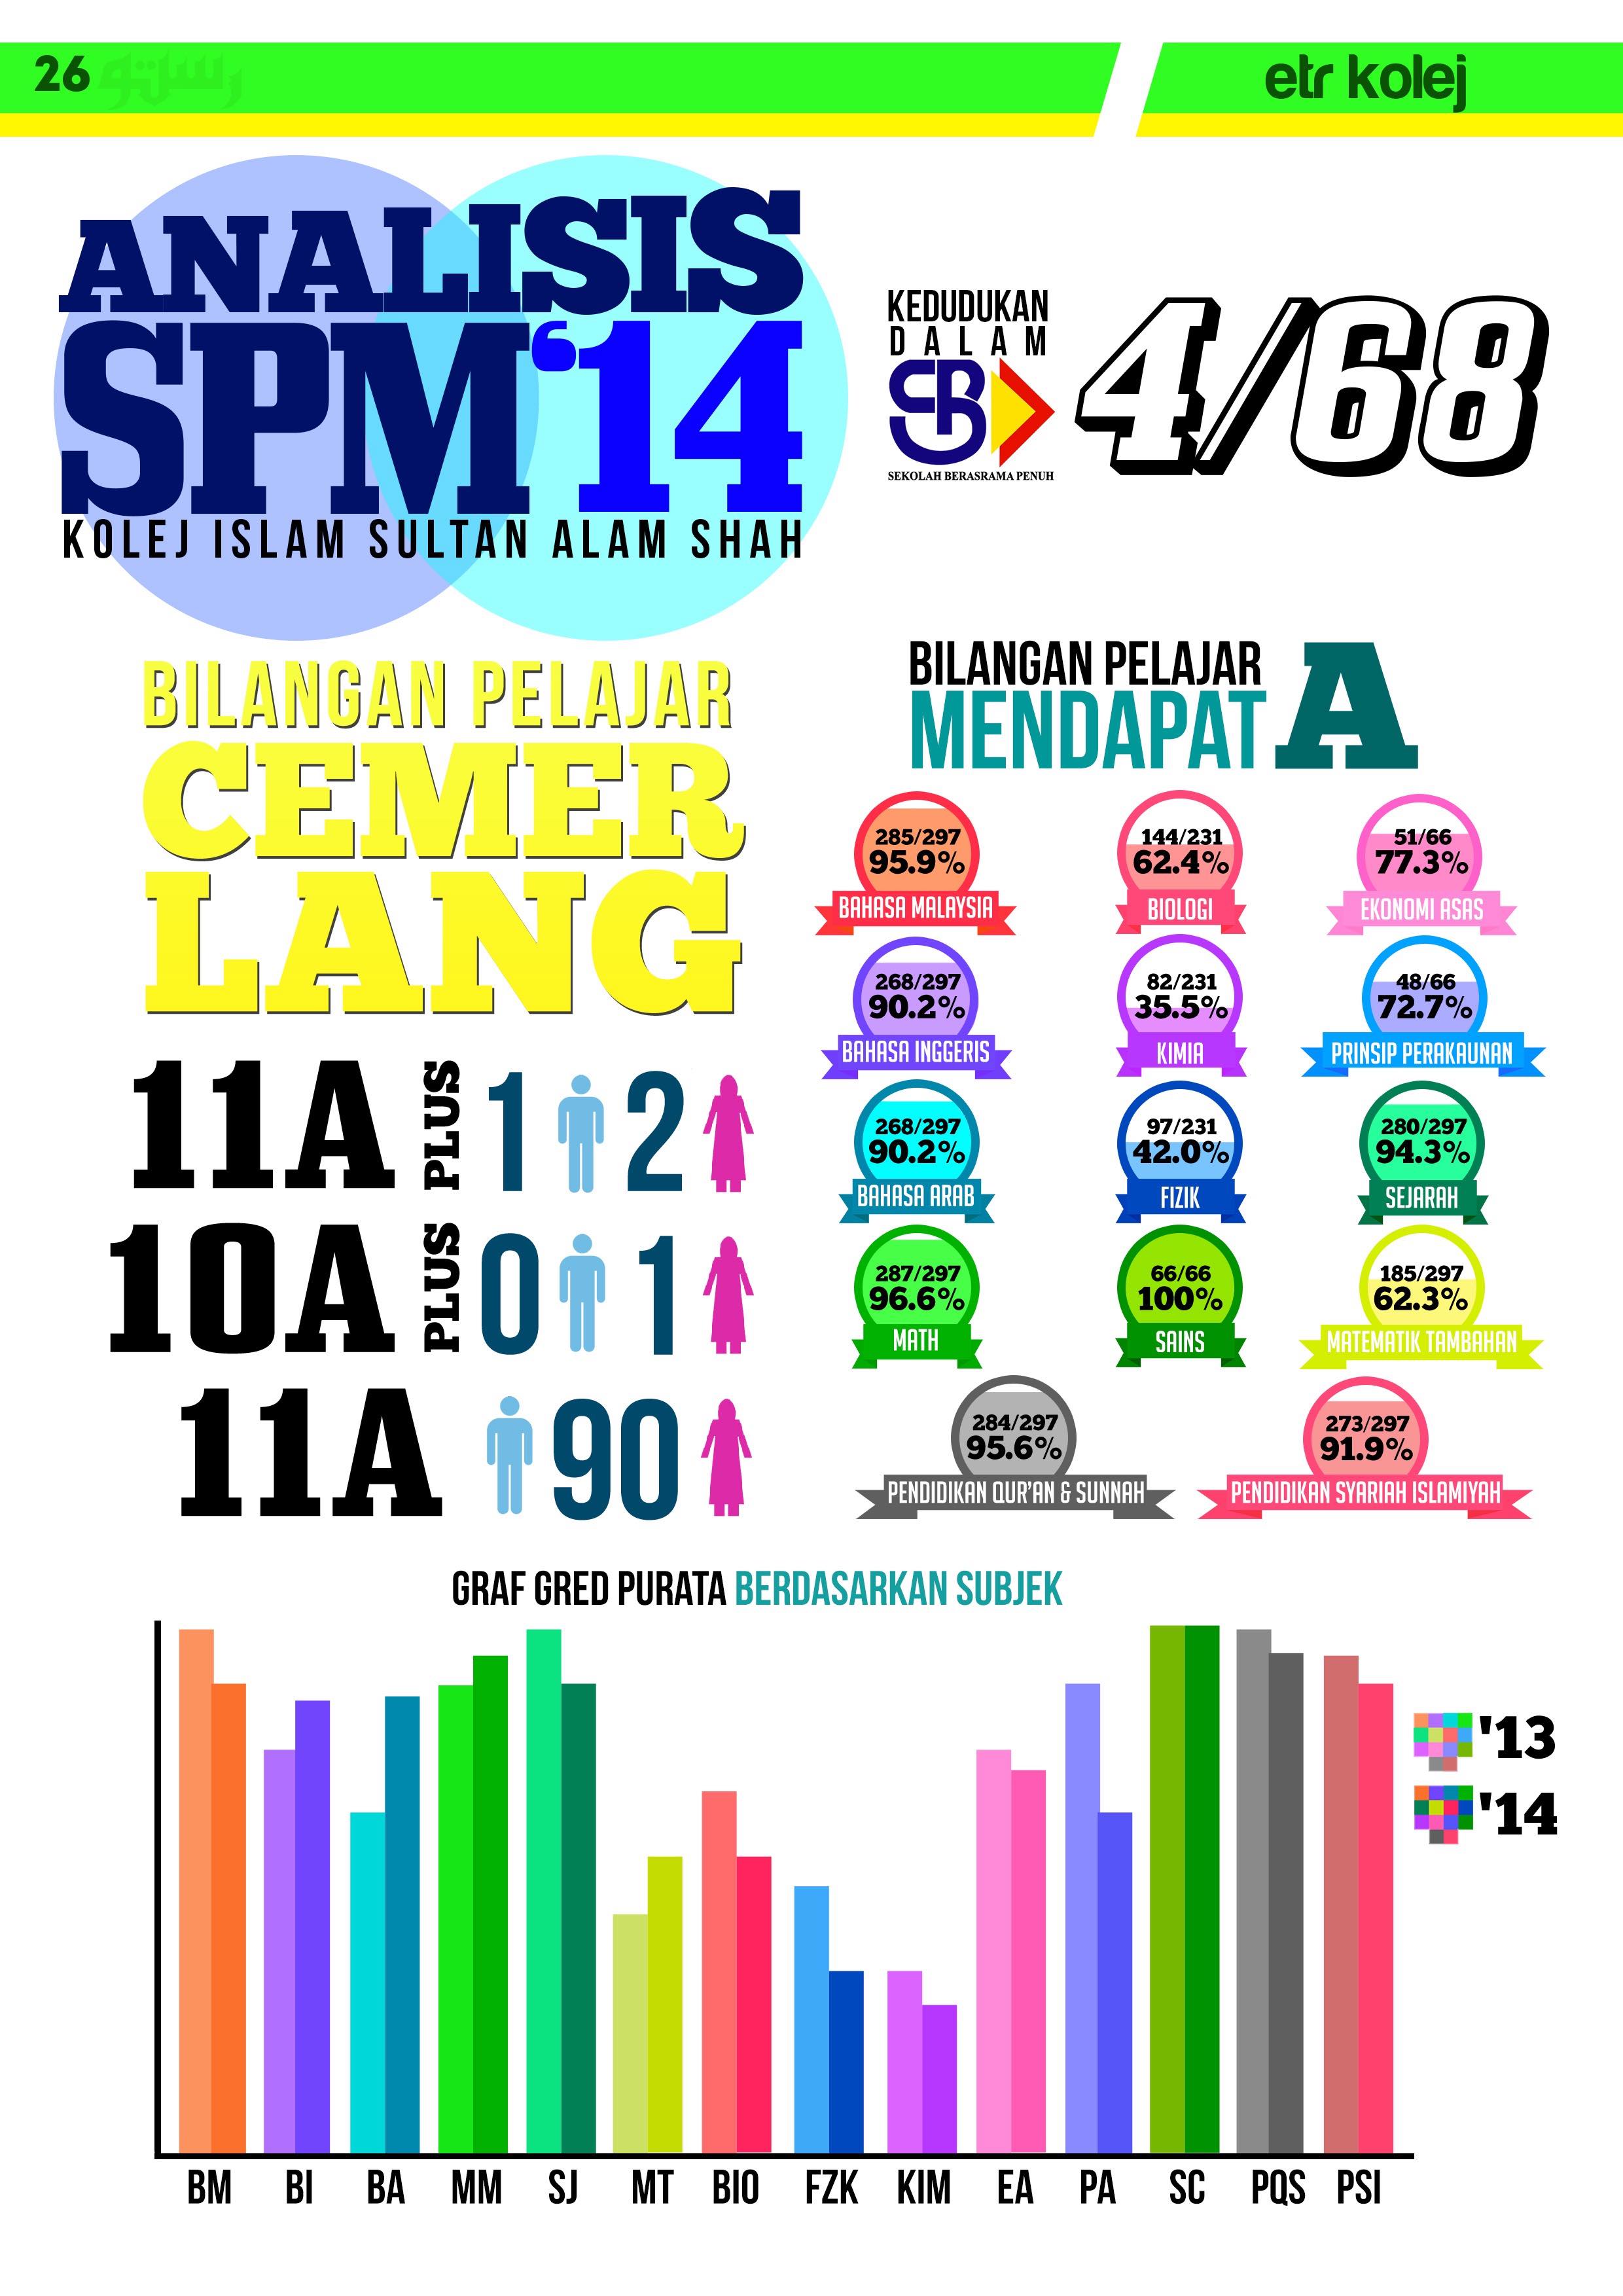 26 رستو
etr kolej
ANALISIS
SPM '14
KOLEJ ISLAM SULTAN ALAM SHAH
KEDUDUKAN
DALAM
SBP
SEKOLAH BERASRAMA PENUH
4/68
BILANGAN PELAJAR
CEMER
LANG
11A PLUS 1 2
10A PLUS 0 1
11A 90
BILANGAN PELAJAR
MENDAPAT A
285/297
95.9%
BAHASA MALAYSIA
144/231
62.4%
BIOLOGI
51/66
77.3%
EKONOMI ASAS
268/297
90.2%
BAHASA INGGERIS
82/231
35.5%
KIMIA
48/66
72.7%
PRINSIP PERAKAUNAN
268/297
90.2%
BAHASA ARAB
97/231
42.0%
FIZIK
280/297
94.3%
SEJARAH
287/297
96.6%
MATH
66/66
100%
SAINS
185/297
62.3%
MATEMATIK TAMBAHAN
284/297
95.6%
PENDIDIKAN QUR'AN & SUNNAH
273/297
91.9%
PENDIDIKAN SYARIAH ISLAMIYAH
GRAF GRED PURATA BERDASARKAN SUBJEK
'13
'14
BM BI BA MM SJ MT BIO FZK KIM EA PA SC PQS PSI